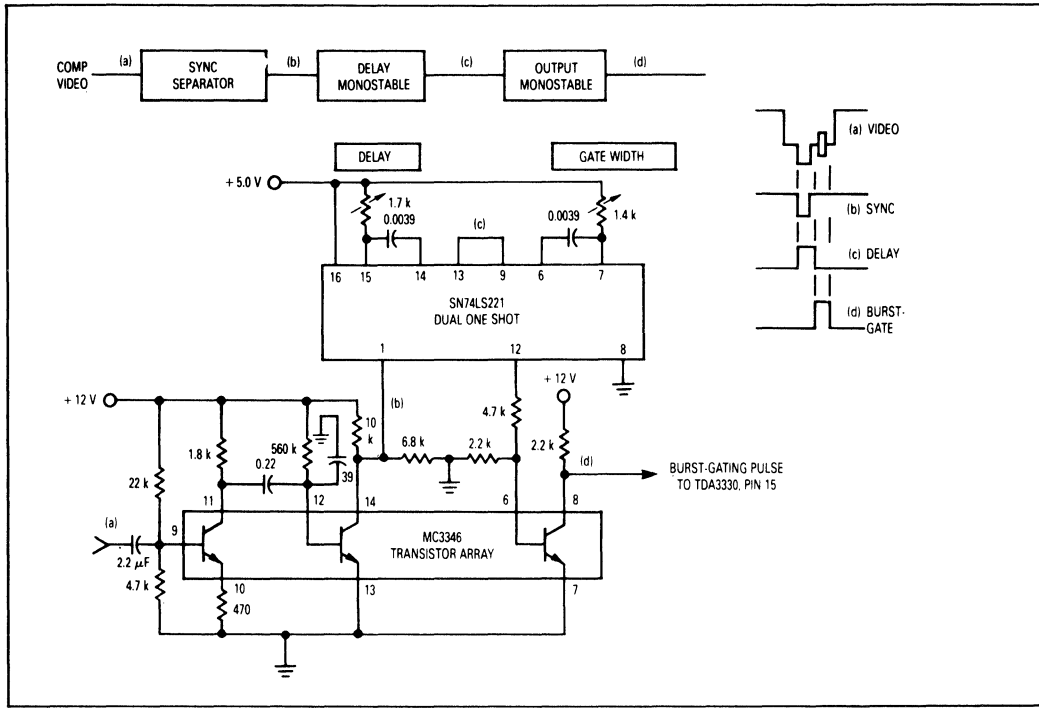 COMP
VIDEO
(a)
SYNC
SEPARATOR
(b)
DELAY
MONOSTABLE
(c)
OUTPUT
MONOSTABLE
(d)
(a) VIDEO
(b) SYNC
(c) DELAY
(d) BURST-
GATE
DELAY
GATE WIDTH
+ 5.0 V
1.7 k
0.0039
(c)
0.0039
1.4 k
16
15
14
13
9
6
7
SN74LS221
DUAL ONE SHOT
1
12
8
+ 12 V
(b)
4.7 k
+ 12 V
1.8 k
560 k
39
10
k
6.8 k
2.2 k
2.2 k
(d)
BURST-GATING PULSE
TO TDA3330, PIN 15
22 k
0.22
11
12
14
6
8
(a)
9
2.2 μF
MC3346
TRANSISTOR ARRAY
4.7 k
10
13
7
470